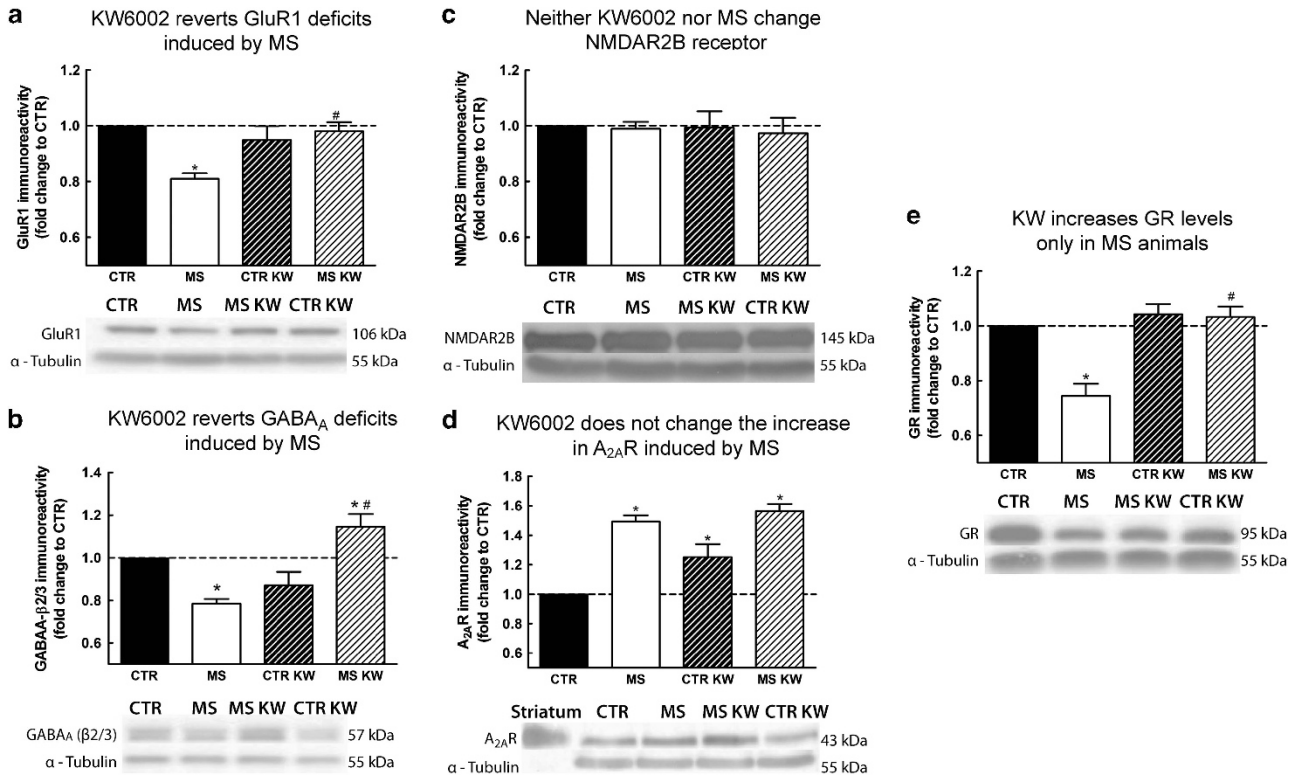 a
KW6002 reverts GluR1 deficits
induced by MS
GluR1 immunoreactivity
(fold change to CTR)
1.2
1.0
0.8
0.6
#
*
CTR MS CTR KW MS KW
CTR MS MS KW CTR KW
GluR1 106 kDa
α - Tubulin 55 kDa
b
KW6002 reverts GABAA deficits
induced by MS
GABAA-β2/3 immunoreactivity
(fold change to CTR)
1.4
1.2
1.0
0.8
0.6
* #
*
CTR MS CTR KW MS KW
CTR MS MS KW CTR KW
GABAA (β2/3) 57 kDa
α - Tubulin 55 kDa
c
Neither KW6002 nor MS change
NMDAR2B receptor
NMDAR2B immunoreactivity
(fold change to CTR)
1.2
1.0
0.8
0.6
CTR MS CTR KW MS KW
CTR MS MS KW CTR KW
NMDAR2B 145 kDa
α - Tubulin 55 kDa
d
KW6002 does not change the increase
in A2AR induced by MS
A2AR immunoreactivity
(fold change to CTR)
1.8
1.6
1.4
1.2
1.0
0.8
0.6
* * *
CTR MS CTR KW MS KW
Striatum CTR MS MS KW CTR KW
A2AR 43 kDa
α - Tubulin 55 kDa
e
KW increases GR levels
only in MS animals
GR immunoreactivity
(fold change to CTR)
1.2
1.0
0.8
0.6
#
*
CTR MS CTR KW MS KW
CTR MS MS KW CTR KW
GR 95 kDa
α - Tubulin 55 kDa